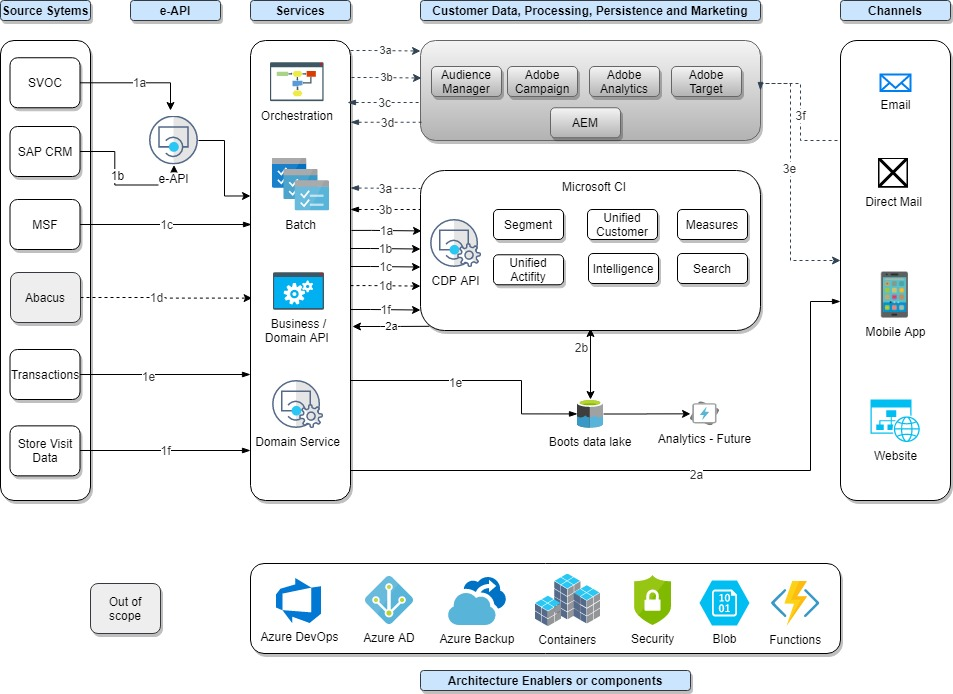 Source Sytems
e-API
Services
Customer Data, Processing, Persistence and Marketing
Channels
SVOC
SAP CRM
MSF
Abacus
Transactions
Store Visit
Data
1a
1b
1c
1d
1e
1f
e-API
Orchestration
Batch
Business /
Domain API
Domain Service
3a
3b
3c
3d
3a
3b
1a
1b
1c
1d
1f
2a
1e
2a
Audience
Manager
Adobe
Campaign
Adobe
Analytics
Adobe
Target
AEM
Microsoft CI
CDP API
Segment
Unified
Customer
Measures
Unified
Actifity
Intelligence
Search
2b
Boots data lake
Analytics - Future
3f
3e
Email
Direct Mail
Mobile App
Website
Out of
scope
Azure DevOps
Azure AD
Azure Backup
Containers
Security
10
01
Blob
Functions
Architecture Enablers or components